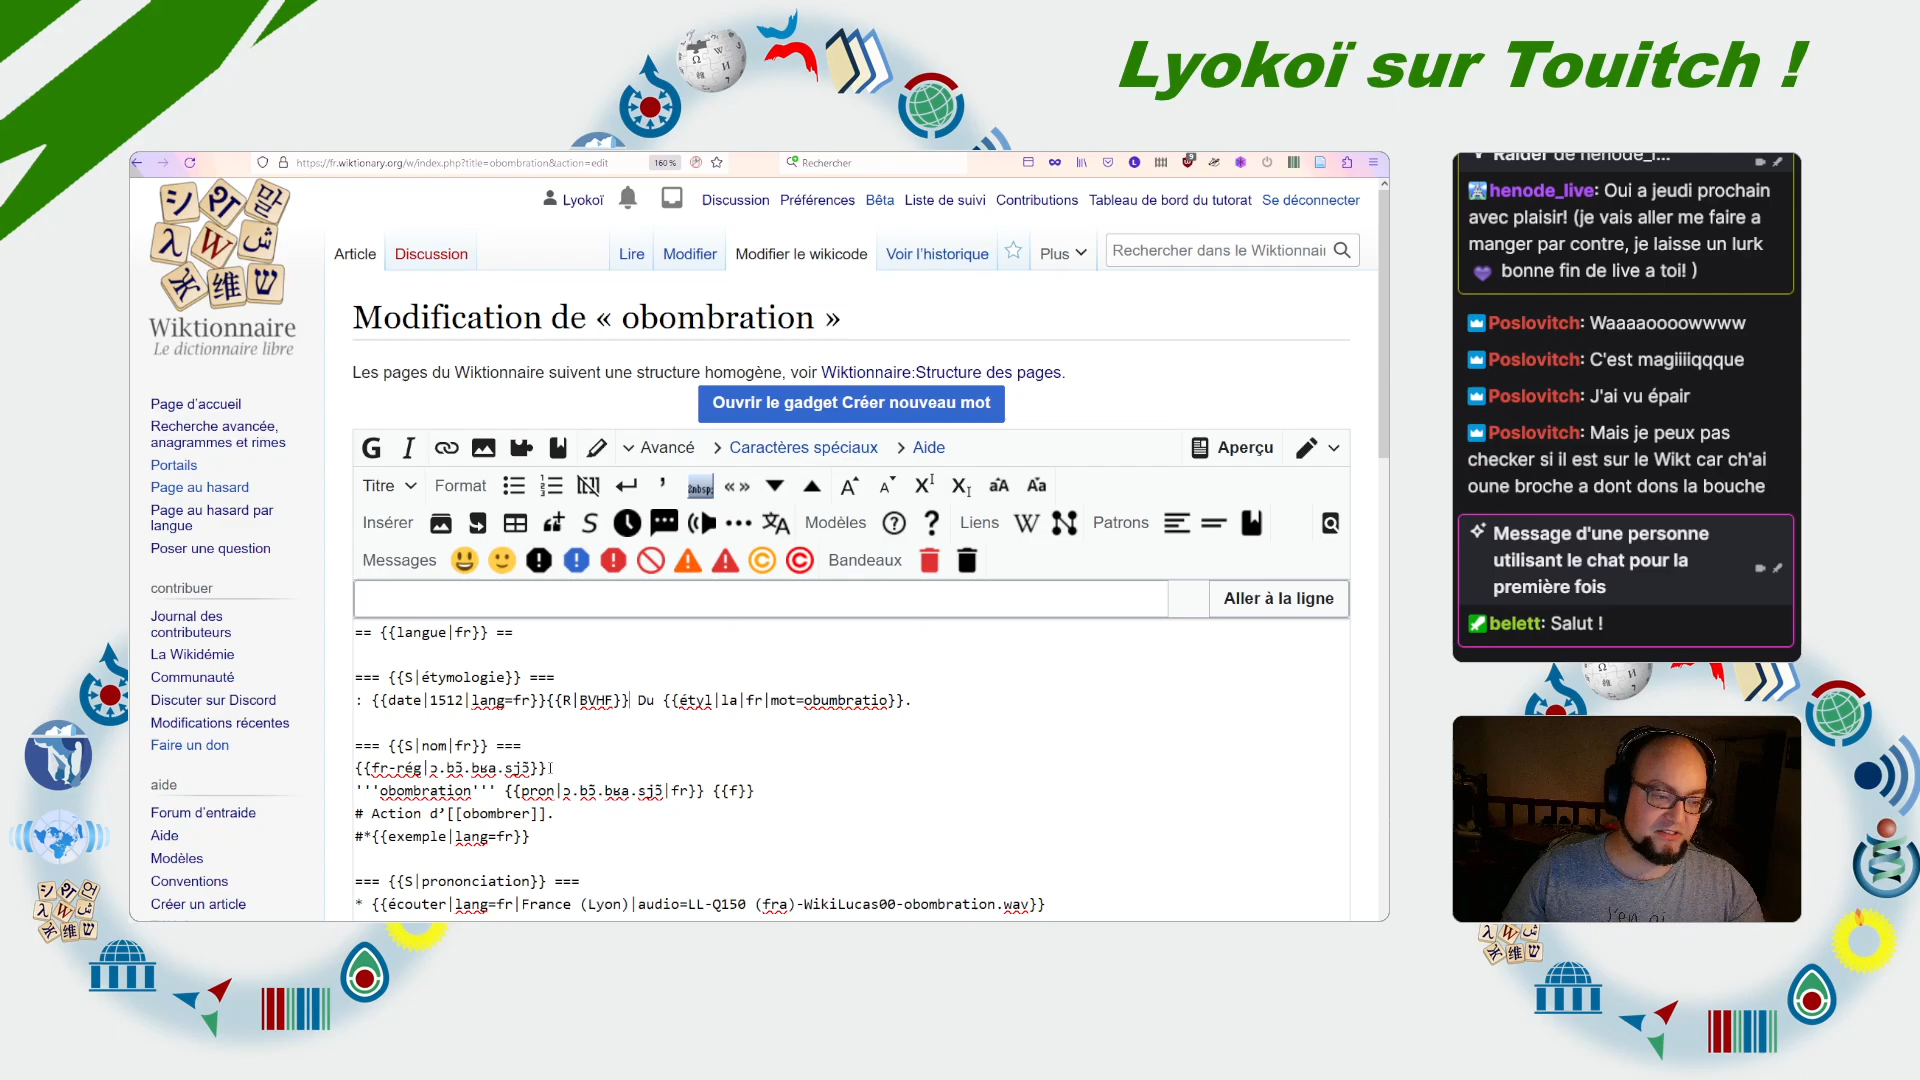 Lyokoï sur Touitch !
https://fr.wiktionary.org/w/index.php?title=obombration&action=edit
160 %
Rechercher
Lyokoï
Discussion
Préférences
Bêta
Liste de suivi
Contributions
Tableau de bord du tutorat
Se déconnecter
Article
Discussion
Lire
Modifier
Modifier le wikicode
Voir l’historique
Plus
Rechercher dans le Wiktionnai
Wiktionnaire
Le dictionnaire libre
Page d’accueil
Recherche avancée,
anagrammes et rimes
Portails
Page au hasard
Page au hasard par
langue
Poser une question
contribuer
Journal des
contributeurs
La Wikidémie
Communauté
Discuter sur Discord
Modifications récentes
Faire un don
aide
Forum d’entraide
Aide
Modèles
Conventions
Créer un article
Modification de « obombration »
Les pages du Wiktionnaire suivent une structure homogène, voir Wiktionnaire:Structure des pages.
Ouvrir le gadget Créer nouveau mot
Avancé
Caractères spéciaux
Aide
Aperçu
Titre
Format
Insérer
Modèles
Liens
Patrons
Messages
Bandeaux
Aller à la ligne
== {{langue|fr}} ==
=== {{S|étymologie}} ===
: {{date|1512|lang=fr}}{{R|BVHF}} Du {{étyl|la|fr|mot=obumbratio}}.
=== {{S|nom|fr}} ===
{{fr-rég|ɔ.bɔ̃.bʁa.sjɔ̃}}
'''obombration''' {{pron|ɔ.bɔ̃.bʁa.sjɔ̃|fr}} {{f}}
# Action d’[[obombrer]].
#*{{exemple|lang=fr}}
=== {{S|prononciation}} ===
* {{écouter|lang=fr|France (Lyon)|audio=LL-Q150 (fra)-WikiLucas00-obombration.wav}}
Raider de henode_l...
henode_live: Oui a jeudi prochain
avec plaisir! (je vais aller me faire a
manger par contre, je laisse un lurk
bonne fin de live a toi! )
Poslovitch: Waaaaoooowwww
Poslovitch: C'est magiiiiqqque
Poslovitch: J'ai vu épair
Poslovitch: Mais je peux pas
checker si il est sur le Wikt car ch'ai
oune broche a dont dons la bouche
Message d'une personne
utilisant le chat pour la
première fois
belett: Salut !